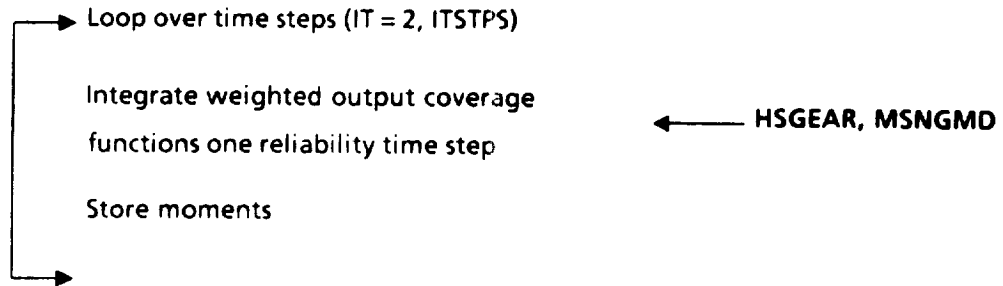 Loop over time steps (IT = 2, ITSTPS)
Integrate weighted output coverage
functions one reliability time step
HSGEAR, MSNGMD
Store moments